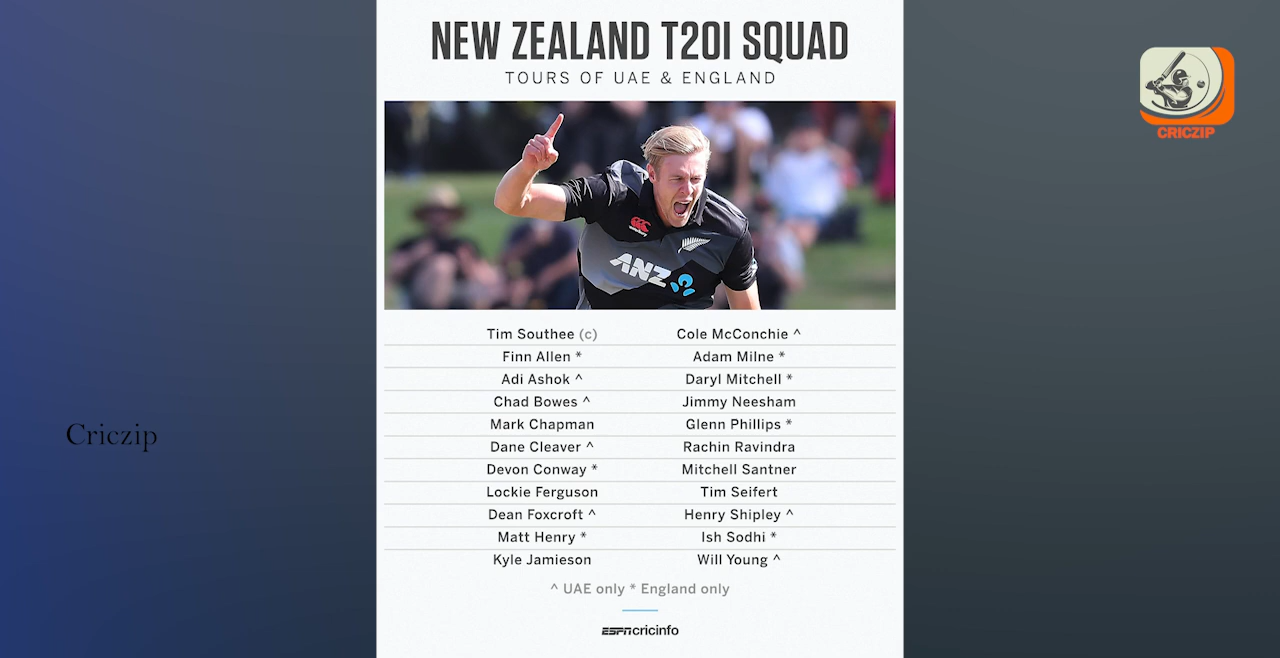 NEW ZEALAND T20I SQUAD
TOURS OF UAE & ENGLAND
CRICZIP
canterbury
ANZ
Tim Southee (c)
Finn Allen *
Adi Ashok ^
Chad Bowes ^
Mark Chapman
Dane Cleaver ^
Devon Conway *
Lockie Ferguson
Dean Foxcroft ^
Matt Henry *
Kyle Jamieson
Cole McConchie ^
Adam Milne *
Daryl Mitchell *
Jimmy Neesham
Glenn Phillips *
Rachin Ravindra
Mitchell Santner
Tim Seifert
Henry Shipley ^
Ish Sodhi *
Will Young ^
Criczip
^ UAE only * England only
ESPNcricinfo